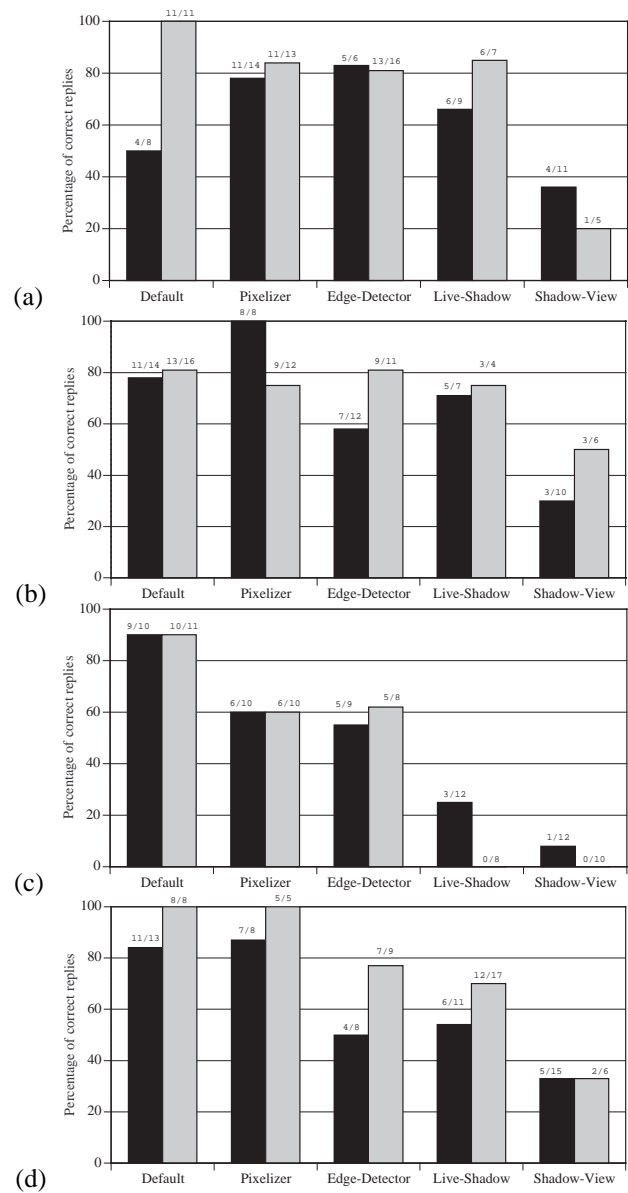 11/11
100
11/14 11/13 5/6 13/16 6/7
80
6/9
60
4/8
4/11
40
1/5
20
0
Percentage of correct replies
Default Pixelizer Edge-Detector Live-Shadow Shadow-View
(a)
8/8
100
11/14 13/16 9/12 9/11 3/4
80
5/7
7/12
60
3/6
40
3/10
20
0
Percentage of correct replies
Default Pixelizer Edge-Detector Live-Shadow Shadow-View
(b)
100
9/10 10/11
80
6/10 6/10 5/9 5/8
60
40
3/12
20
1/12
0/8 0/10
0
Percentage of correct replies
Default Pixelizer Edge-Detector Live-Shadow Shadow-View
(c)
8/8 5/5
100
11/13 7/8 7/9
80
12/17
6/11
60
4/8
40
5/15 2/6
20
0
Percentage of correct replies
Default Pixelizer Edge-Detector Live-Shadow Shadow-View
(d)